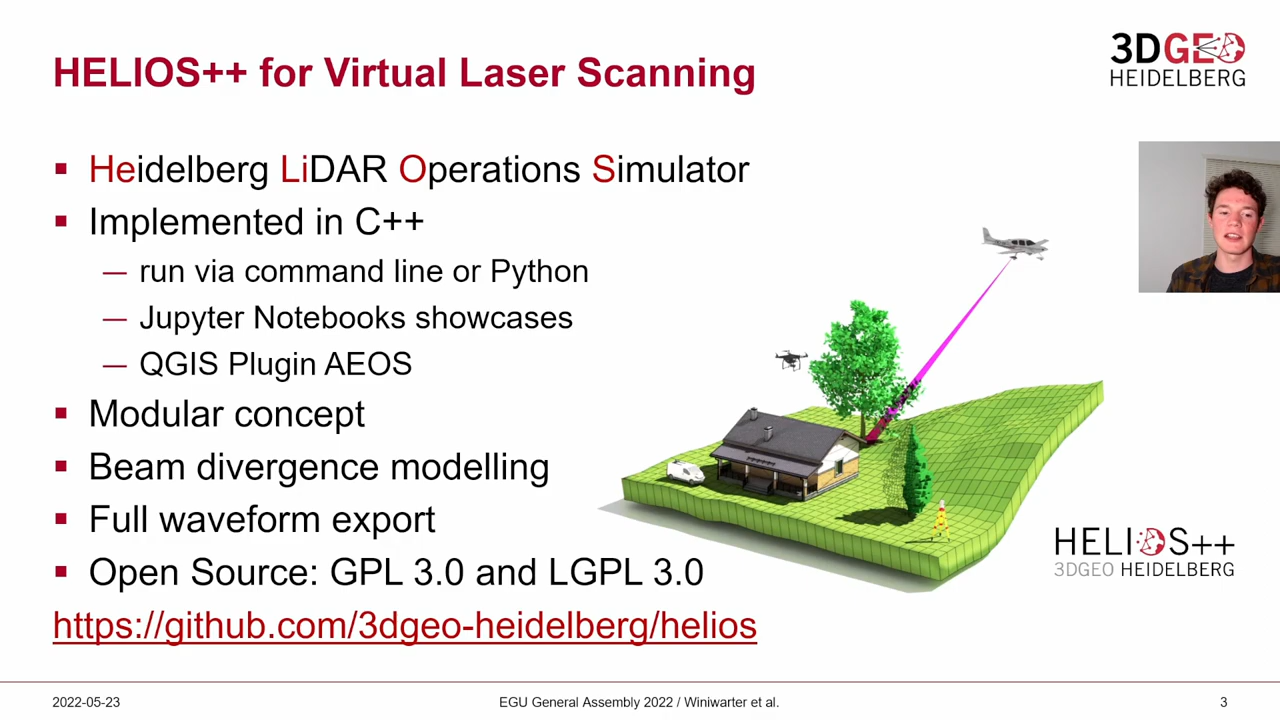 HELIOS++ for Virtual Laser Scanning
3DGEO
HEIDELBERG
▪ Heidelberg LiDAR Operations Simulator
▪ Implemented in C++
— run via command line or Python
— Jupyter Notebooks showcases
— QGIS Plugin AEOS
▪ Modular concept
▪ Beam divergence modelling
▪ Full waveform export
▪ Open Source: GPL 3.0 and LGPL 3.0
https://github.com/3dgeo-heidelberg/helios
HELIOS++
3DGEO HEIDELBERG
2022-05-23
EGU General Assembly 2022 / Winiwarter et al.
3